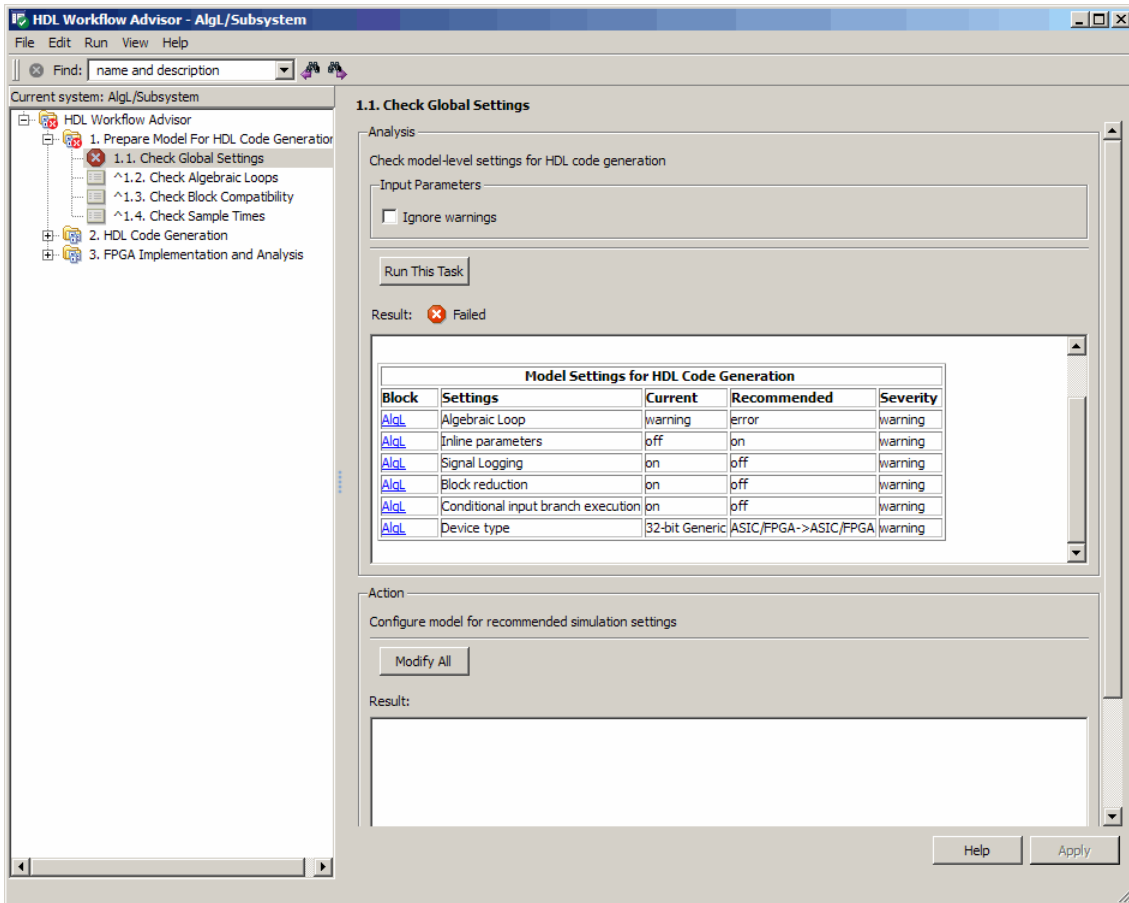 HDL Workflow Advisor - AlgL/Subsystem
File Edit Run View Help
Find: name and description
Current system: AlgL/Subsystem
HDL Workflow Advisor
1. Prepare Model For HDL Code Generation
1.1. Check Global Settings
^1.2. Check Algebraic Loops
^1.3. Check Block Compatibility
^1.4. Check Sample Times
2. HDL Code Generation
3. FPGA Implementation and Analysis
1.1. Check Global Settings
Analysis
Check model-level settings for HDL code generation
Input Parameters
Ignore warnings
Run This Task
Result: Failed
Model Settings for HDL Code Generation
Block Settings Current Recommended Severity
AlgL Algebraic Loop warning error warning
AlgL Inline parameters off on warning
AlgL Signal Logging on off warning
AlgL Block reduction on off warning
AlgL Conditional input branch execution on off warning
AlgL Device type 32-bit Generic ASIC/FPGA->ASIC/FPGA warning
Action
Configure model for recommended simulation settings
Modify All
Result:
Help Apply